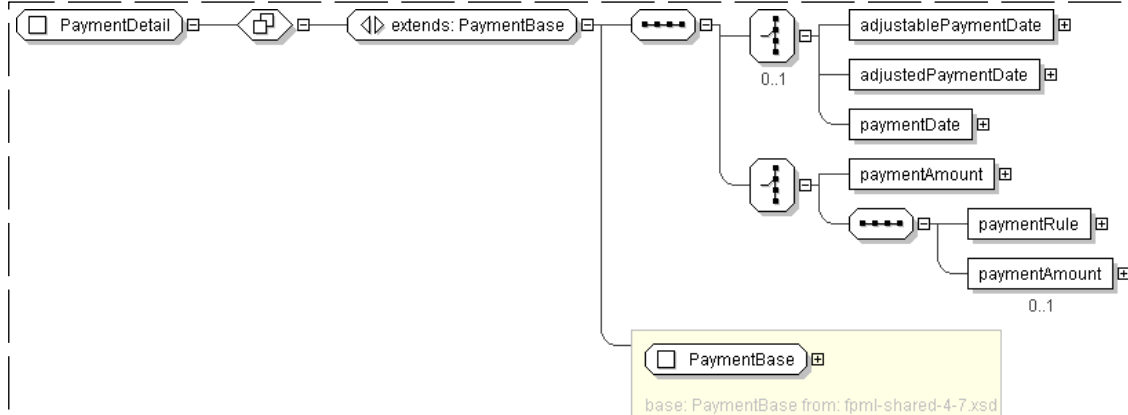 PaymentDetail
extends: PaymentBase
adjustablePaymentDate
0..1
adjustedPaymentDate
paymentDate
paymentAmount
paymentRule
paymentAmount
0..1
PaymentBase
base: PaymentBase from: fpml-shared-4-7.xsd